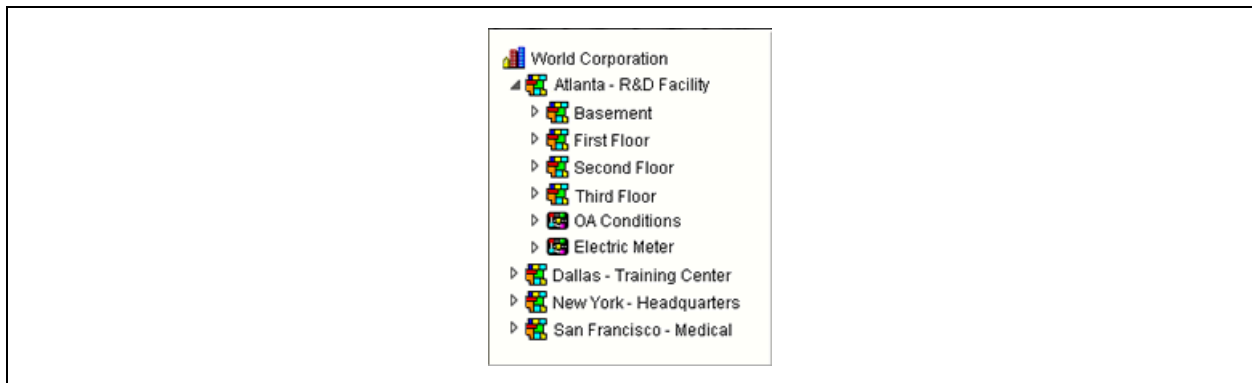 World Corporation
Atlanta - R&D Facility
Basement
First Floor
Second Floor
Third Floor
OA Conditions
Electric Meter
Dallas - Training Center
New York - Headquarters
San Francisco - Medical